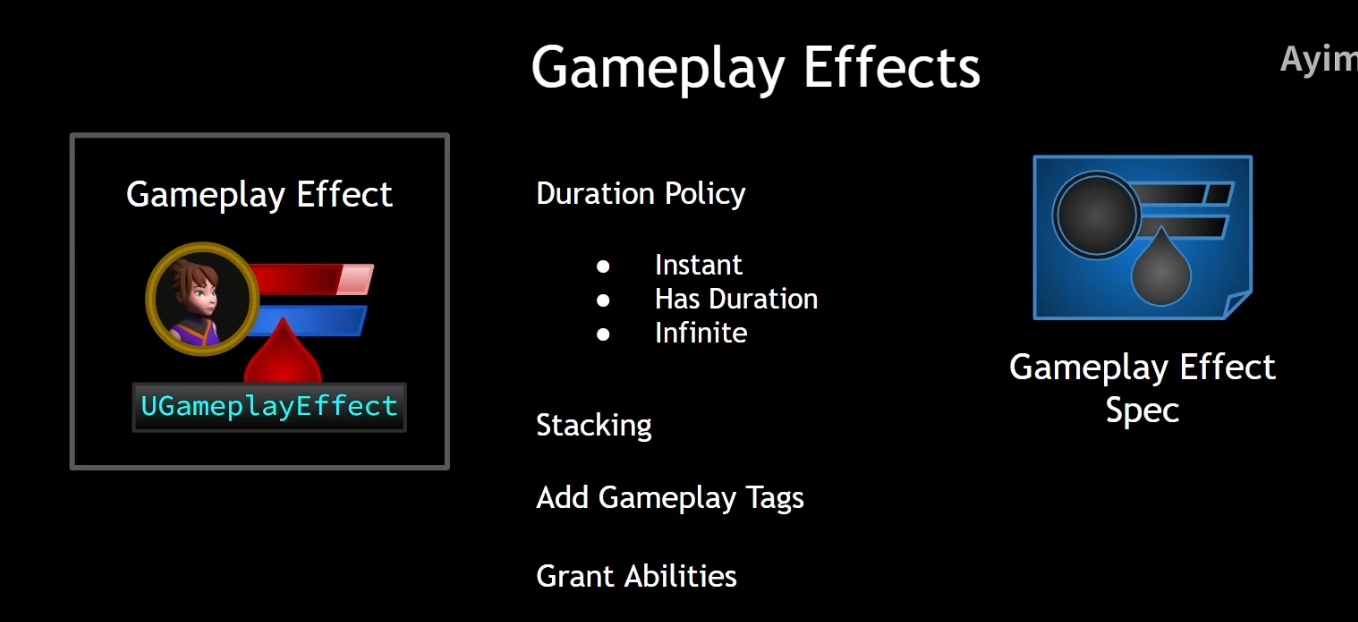 Gameplay Effects
Gameplay Effect
UGameplayEffect
Duration Policy
● Instant
● Has Duration
● Infinite
Stacking
Add Gameplay Tags
Grant Abilities
Gameplay Effect
Spec